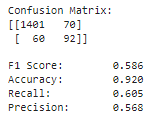 Confusion Matrix:
[[1401   70]
 [  60   92]]
F1 Score:        0.586
Accuracy:        0.920
Recall:          0.605
Precision:       0.568